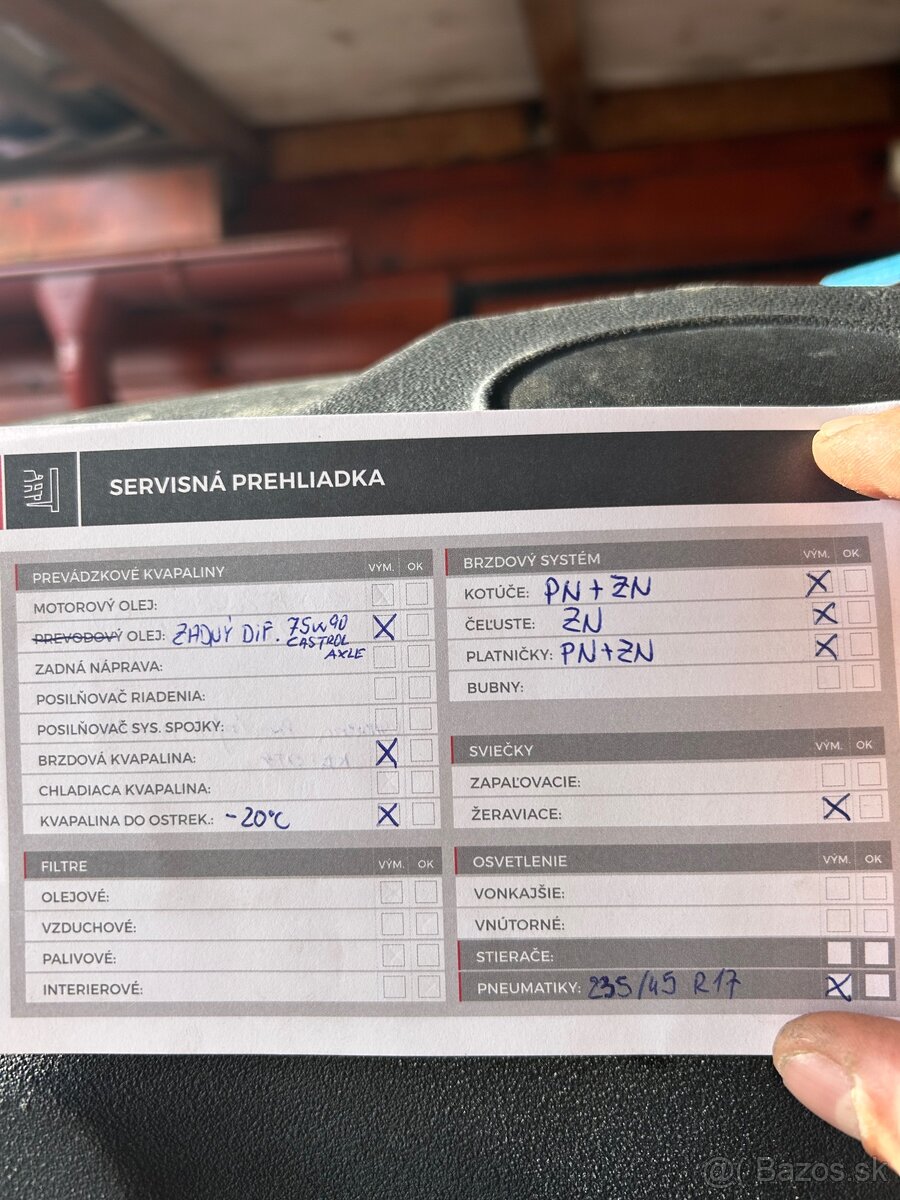 SERVISNÁ PREHLIADKA
PREVÁDZKOVÉ KVAPALINY VÝM. OK
MOTOROVÝ OLEJ:
PREVODOVÝ OLEJ: ZADNÝ DIF. 75W90
CASTROL
AXLE
ZADNÁ NÁPRAVA:
POSILŇOVAČ RIADENIA:
POSILŇOVAČ SYS. SPOJKY:
BRZDOVÁ KVAPALINA: X
CHLADIACA KVAPALINA:
KVAPALINA DO OSTREK.: -20°C X
FILTRE VÝM. OK
OLEJOVÉ:
VZDUCHOVÉ:
PALIVOVÉ:
INTERIEROVÉ:
BRZDOVÝ SYSTÉM VÝM. OK
KOTÚČE: PN + ZN X
ČEĽUSTE: ZN X
PLATNIČKY: PN+ZN X
BUBNY:
SVIEČKY VÝM. OK
ZAPAĽOVACIE:
ŽERAVIACE: X
OSVETLENIE VÝM. OK
VONKAJŠIE:
VNÚTORNÉ:
STIERAČE:
PNEUMATIKY: 235/45 R17 X
Bazos.sk